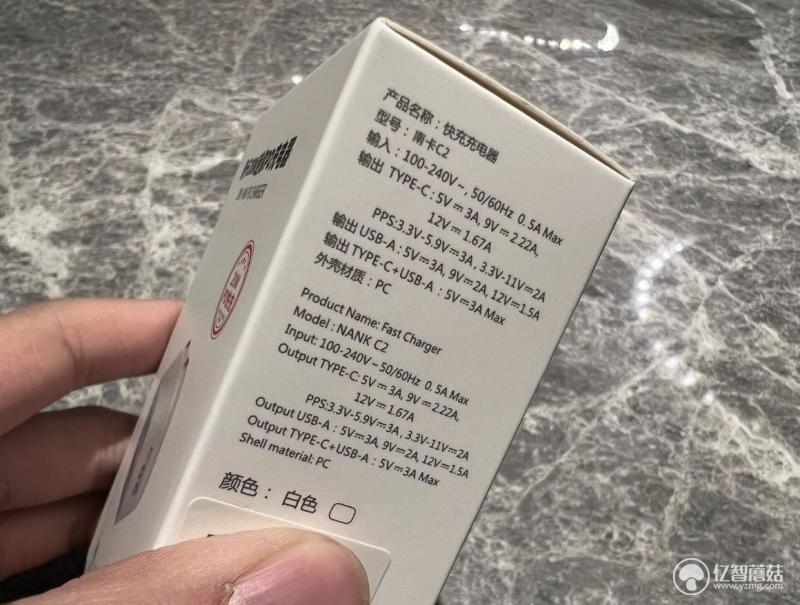 产品名称：快充充电器
型号：南卡C2
输入：100-240V~, 50/60Hz 0.5A Max
输出 TYPE-C：5V⎓3A, 9V⎓2.22A,
12V⎓1.67A
PPS:3.3V-5.9V⎓3A, 3.3V-11V⎓2A
输出 USB-A：5V⎓3A, 9V⎓2A, 12V⎓1.5A
输出 TYPE-C+USB-A：5V⎓3A Max
外壳材质：PC
Product Name: Fast Charger
Model：NANK C2
Input: 100-240V~50/60Hz 0.5A Max
Output TYPE-C: 5V⎓3A, 9V⎓2.22A,
12V⎓1.67A
PPS:3.3V-5.9V⎓3A, 3.3V-11V⎓2A
Output USB-A：5V⎓3A, 9V⎓2A, 12V⎓1.5A
Output TYPE-C+USB-A：5V⎓3A Max
Shell material: PC
颜色：白色
亿智蘑菇
www.yzmg.com